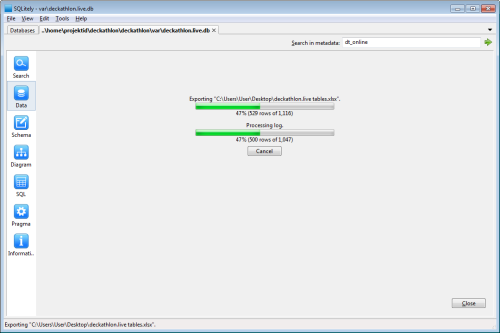 SQLitely - var\deckathlon.live.db
File View Edit Tools Help
Databases ..\home\projektid\deckathlon\deckathlon\var\deckathlon.live.db
Search in metadata: dt_online
Search
Data
Schema
Diagram
SQL
Pragma
Informati..
Exporting "C:\Users\User\Desktop\deckathlon.live tables.xlsx".
47% (529 rows of 1,116)
Processing log.
47% (500 rows of 1,047)
Cancel
Close
Exporting "C:\Users\User\Desktop\deckathlon.live tables.xlsx".